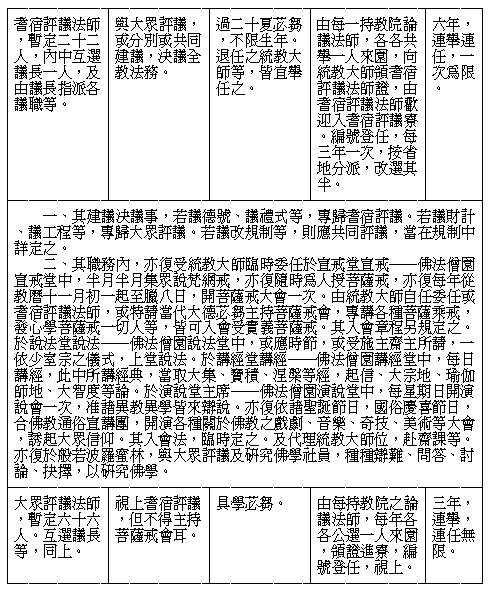 耆宿評議法師
，暫定二十二
人，內中互選
議長一人，及
由議長指派各
議職等。
與大眾評議，
或分別或共同
建議，決議全
教法務。
過二十夏苾芻
，不限生年。
退任之統教大
師等，皆宜舉
任之。
由每一持教院論
議法師，各各共
舉一人來園，向
統教大師領耆宿
評議法師證，由
耆宿評議法師歡
迎入耆宿評議寮
。編號登任，每
三年一次，按省
地分派，改選其
半。
六年，
連舉連
任，一
次為限。
一、其建議決議事，若議德號、議禮式等，專歸耆宿評議。若議財計
、議工程等，專歸大眾評議。若議改規制等，則應共同評議，當在規制中
詳定之。
二、其職務內，亦復受統教大師臨時委任於宣戒堂宣戒──佛法僧園
宣戒堂中，半月半月集眾說梵網戒，亦復隨時為人授菩薩戒，亦復每年從
教曆十一月初一起至臘八日，開菩薩戒大會一次。由統教大師自任委任或
耆宿評議法師，或特請當代大德必芻主持菩薩戒會，專講各種菩薩乘戒，
發心學菩薩戒一切人等，皆可入會受貫義菩薩戒。其入會章程另規定之。
於說法堂說法──佛法僧園說法堂中，或應時節，或受施主齋主所請，一
依少室宗之儀式，上堂說法。於講經堂講經──佛法僧園講經堂中，每日
講經，此中所講經典，當取大集、寶積、涅槃等經，起信、大宗地、瑜伽
師地、大智度等論。於演說堂主席──佛法僧園演說堂中，每星期日開演
說會一次，准諸異教異學皆來辯說。亦復依諸聖誕節日，國俗慶喜節日，
合佛教通俗宣講團，開演各種關於佛教之戲劇、音樂、奇技、美術等大會
，誘起大眾信仰。其入會法，臨時定之。及代理統教大師位，赴齋課等。
亦復於般若波羅蜜林，與大眾評議及研究佛學社員，種種辯難、問答、討
論、抉擇，以研究佛學。
大眾評議法師
，暫定六十六
人。互選議長
等，同上。
視上耆宿評議
，但不得主持
菩薩戒會耳。
具學苾芻。
由每持教院之論
議法師，每年各
各公選一人來園
，領證進寮，編
號登任，視上。
三年，
連舉，
連任無
限。